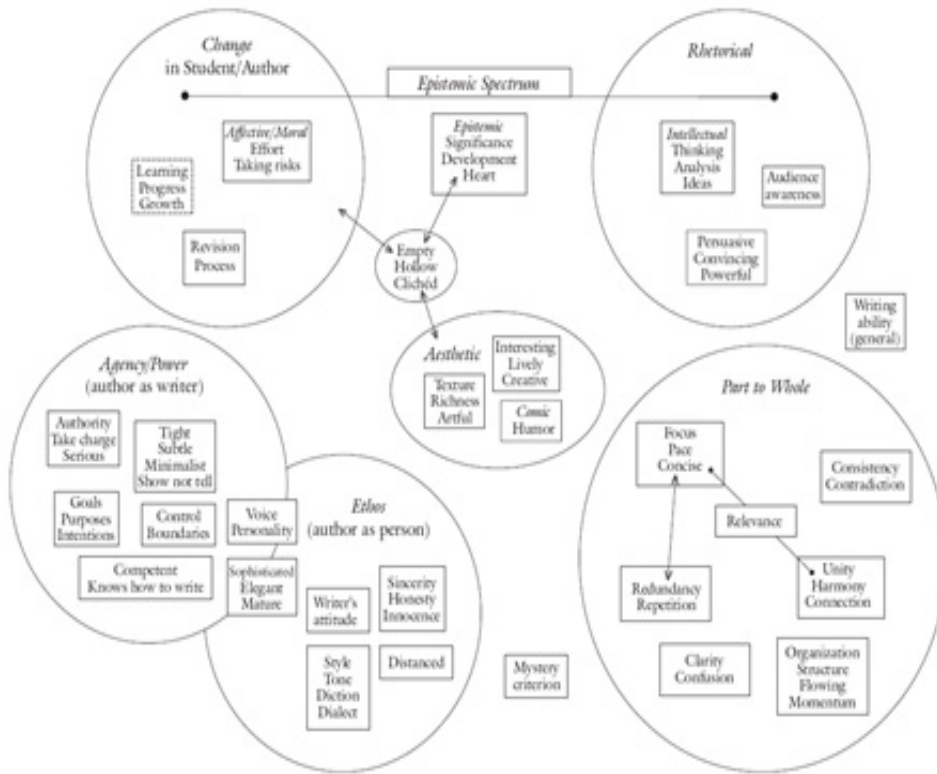 Change
in Student/Author
Rhetorical
Epistemic Spectrum
Affective/Moral
Effort
Taking risks
Learning
Progress
Growth
Revision
Process
Epistemic
Significance
Development
Heart
Intellectual
Thinking
Analysis
Ideas
Audience
awareness
Persuasive
Convincing
Powerful
Empty
Hollow
Clichéd
Writing
ability
(general)
Agency/Power
(author as writer)
Authority
Take charge
Serious
Tight
Subtle
Minimalist
Show not tell
Goals
Purposes
Intentions
Control
Boundaries
Voice
Personality
Competent
Knows how to write
Sophisticated
Elegant
Mature
Aesthetic
Interesting
Lively
Creative
Texture
Richness
Artful
Comic
Humor
Ethos
(author as person)
Writer's
attitude
Sincerity
Honesty
Innocence
Style
Tone
Diction
Dialect
Distanced
Mystery
criterion
Part to Whole
Focus
Pace
Concise
Consistency
Contradiction
Relevance
Redundancy
Repetition
Unity
Harmony
Connection
Clarity
Confusion
Organization
Structure
Flowing
Momentum